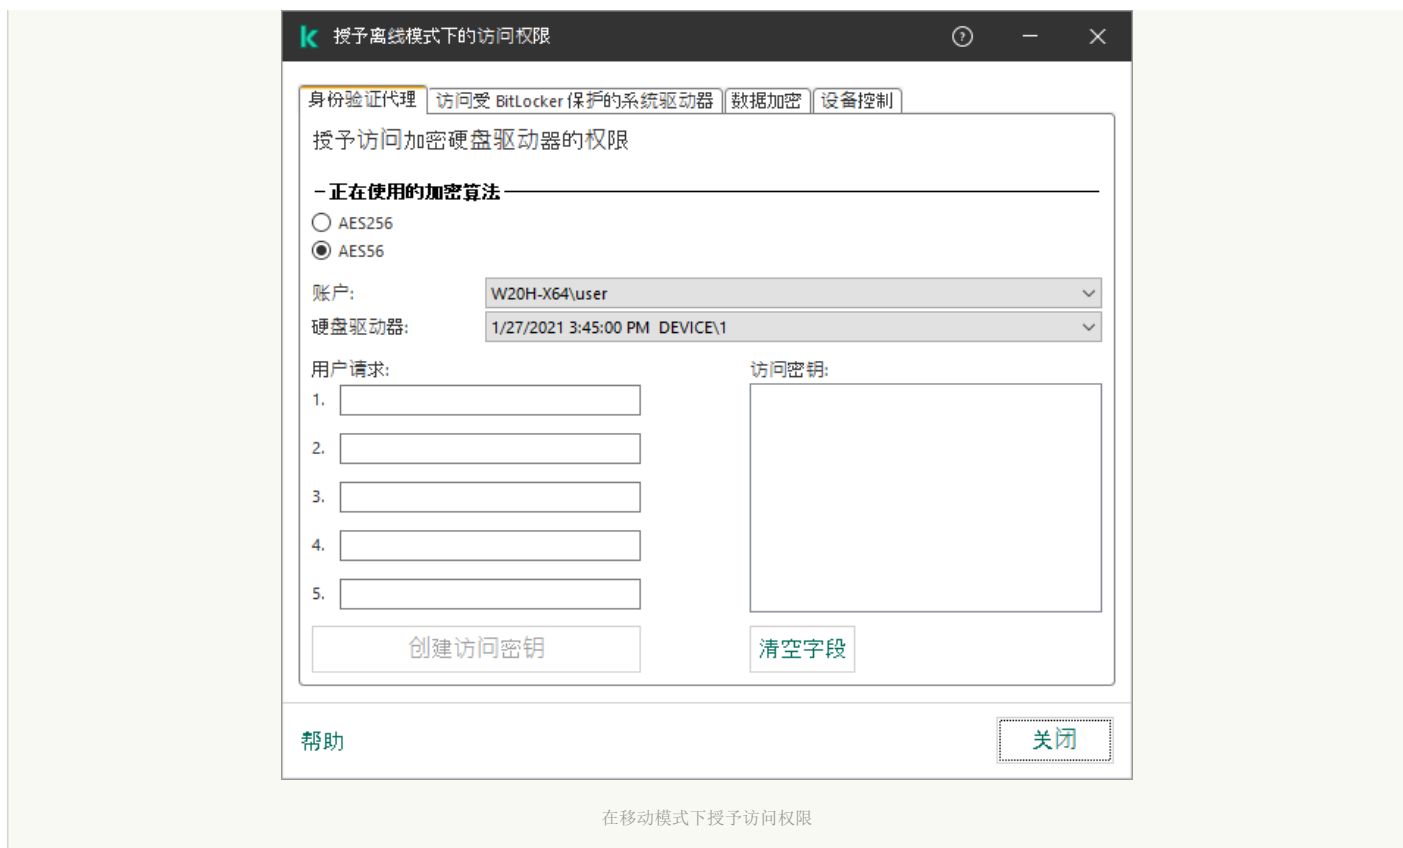 授予离线模式下的访问权限
身份验证代理 访问受 BitLocker 保护的系统驱动器 数据加密 设备控制
授予访问加密硬盘驱动器的权限
正在使用的加密算法
AES256
AES56
账户: W20H-X64\user
硬盘驱动器: 1/27/2021 3:45:00 PM DEVICE\1
用户请求: 访问密钥:
1.
2.
3.
4.
5.
创建访问密钥 清空字段
帮助 关闭
在移动模式下授予访问权限